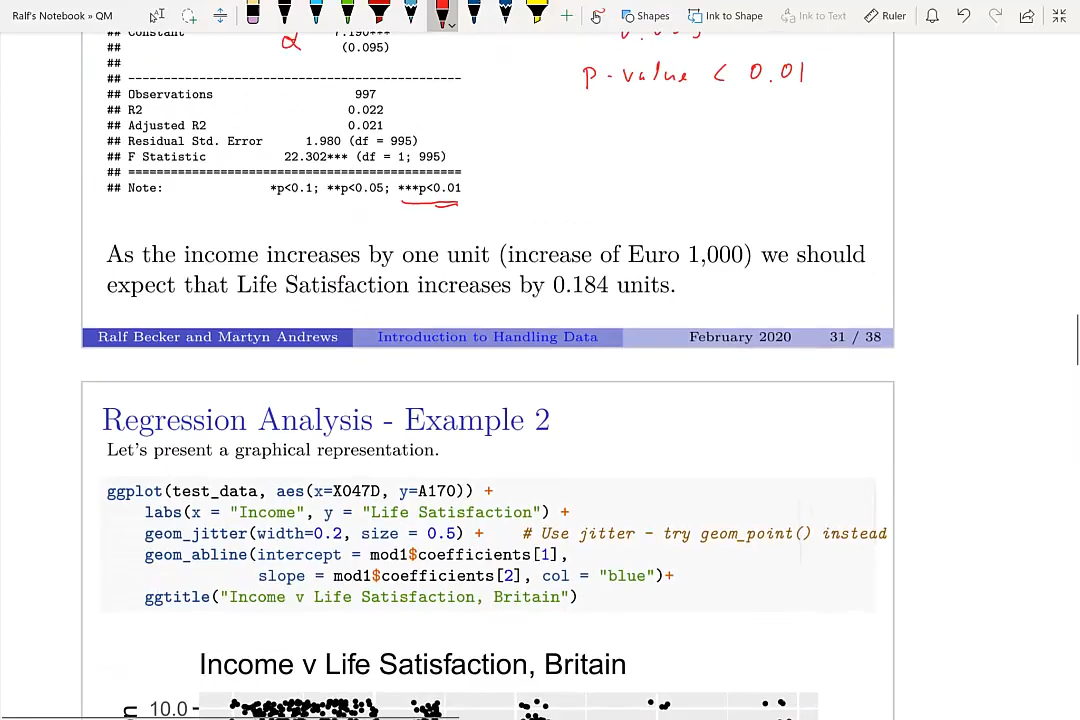 Ralf's Notebook » QM
Shapes
Ink to Shape
Ink to Text
Ruler
## Constant 7.190***
α
## (0.095)
##
p-value < 0.01
## ----------------------------------------------
## Observations 997
## R2 0.022
## Adjusted R2 0.021
## Residual Std. Error 1.980 (df = 995)
## F Statistic 22.302*** (df = 1; 995)
## ==============================================
## Note: *p<0.1; **p<0.05; ***p<0.01
As the income increases by one unit (increase of Euro 1,000) we should
expect that Life Satisfaction increases by 0.184 units.
Ralf Becker and Martyn Andrews Introduction to Handling Data February 2020 31 / 38
Regression Analysis - Example 2
Let's present a graphical representation.
ggplot(test_data, aes(x=X047D, y=A170)) +
labs(x = "Income", y = "Life Satisfaction") +
geom_jitter(width=0.2, size = 0.5) + # Use jitter - try geom_point() instead
geom_abline(intercept = mod1$coefficients[1],
slope = mod1$coefficients[2], col = "blue")+
ggtitle("Income v Life Satisfaction, Britain")
Income v Life Satisfaction, Britain
10.0